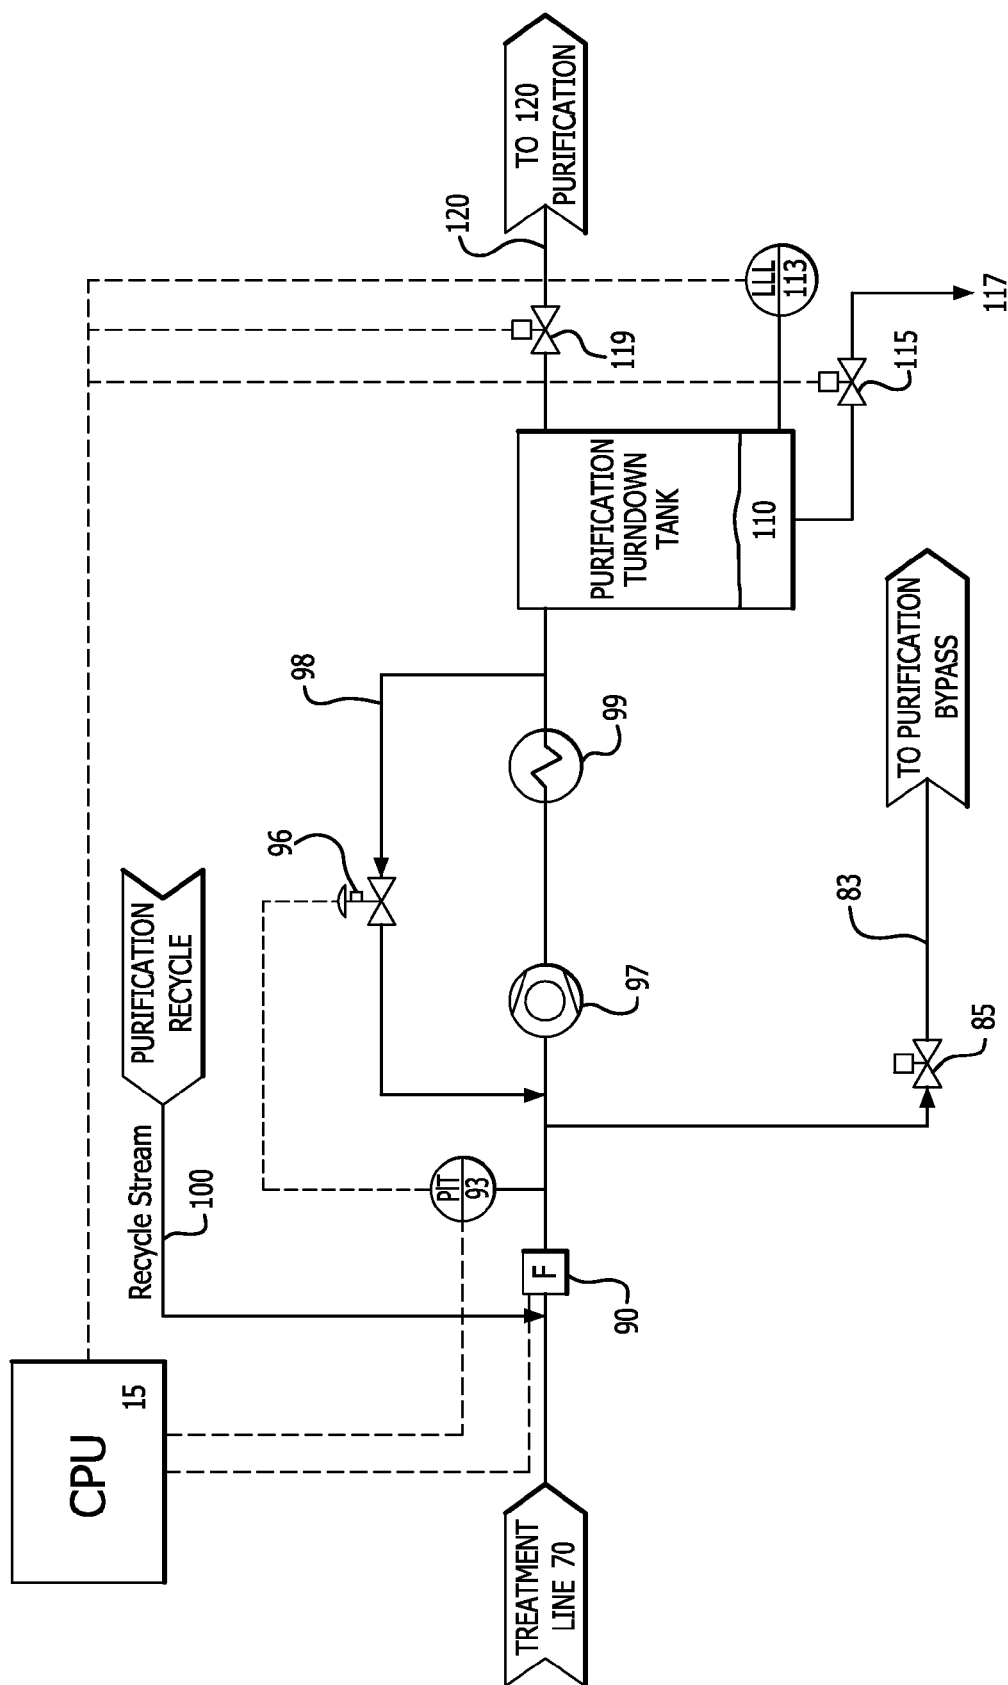 CPU
15
Recycle Stream
100
PURIFICATION
RECYCLE
TREATMENT
LINE 70
F
90
PIT
93
96
98
97
99
PURIFICATION
TURNDOWN
TANK
110
119
120
TO 120
PURIFICATION
LLL
113
115
117
85
83
TO PURIFICATION
BYPASS